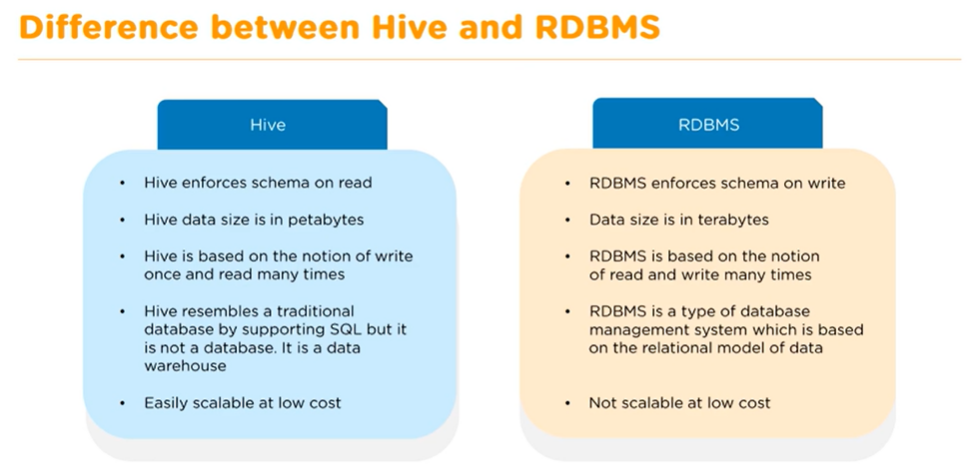 Difference between Hive and RDBMS
Hive
• Hive enforces schema on read
• Hive data size is in petabytes
• Hive is based on the notion of write
once and read many times
• Hive resembles a traditional
database by supporting SQL but it
is not a database. It is a data
warehouse
• Easily scalable at low cost
RDBMS
• RDBMS enforces schema on write
• Data size is in terabytes
• RDBMS is based on the notion
of read and write many times
• RDBMS is a type of database
management system which is based
on the relational model of data
• Not scalable at low cost